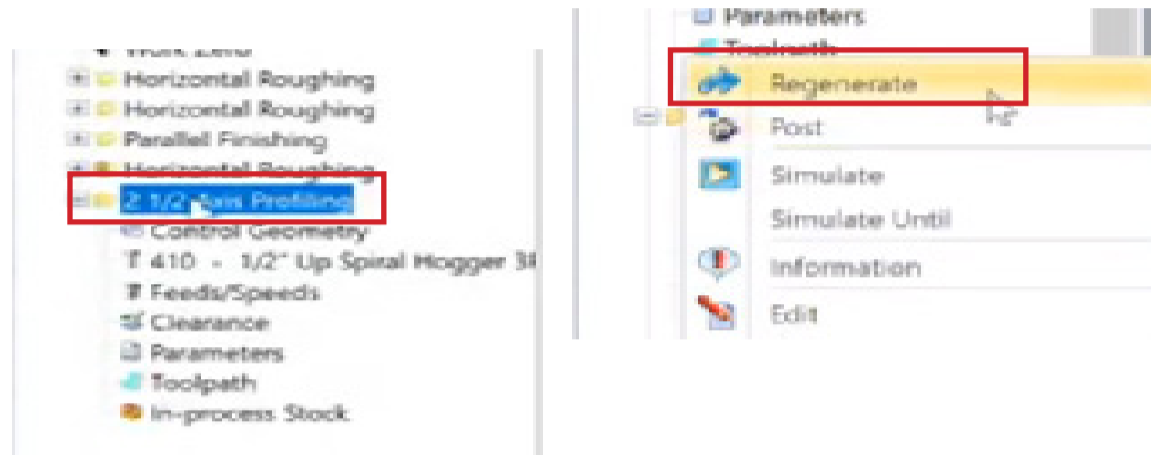 Work Zero
Horizontal Roughing
Horizontal Roughing
Parallel Finishing
Horizontal Roughing
2 1/2 Axis Profiling
Control Geometry
T 410 - 1/2" Up Spiral Hogger
Feeds/Speeds
Clearance
Parameters
Toolpath
In-process Stock
Parameters
Toolpath
Regenerate
Post
Simulate
Simulate Until
Information
Edit